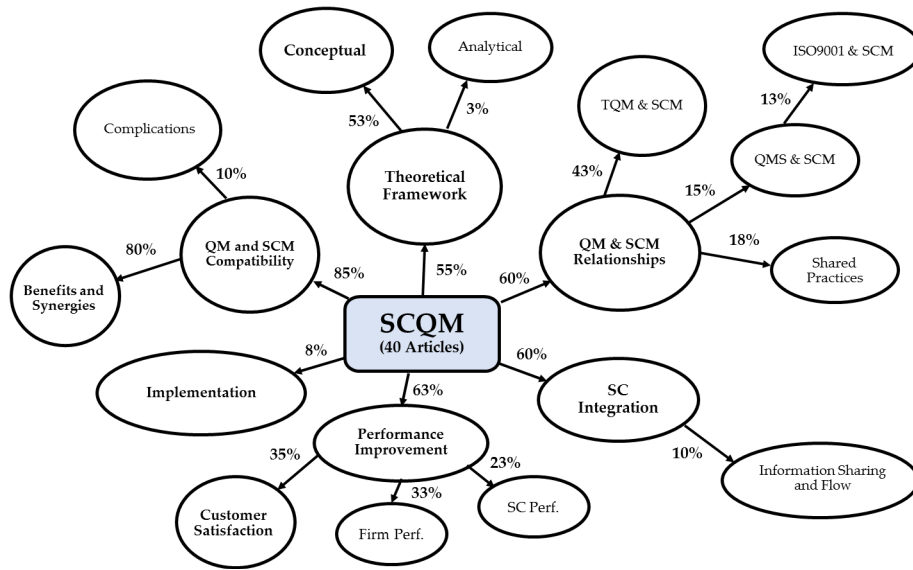 Conceptual
Analytical
ISO9001 & SCM
53%
3%
13%
Complications
TQM & SCM
QMS & SCM
10%
Theoretical
Framework
43%
15%
80%
QM and SCM
Compatibility
QM & SCM
Relationships
18%
Shared
Practices
Benefits and
Synergies
85%
55%
60%
SCQM
(40 Articles)
8%
60%
Implementation
63%
SC
Integration
Performance
Improvement
35%
23%
10%
33%
Information Sharing
and Flow
Customer
Satisfaction
Firm Perf.
SC Perf.